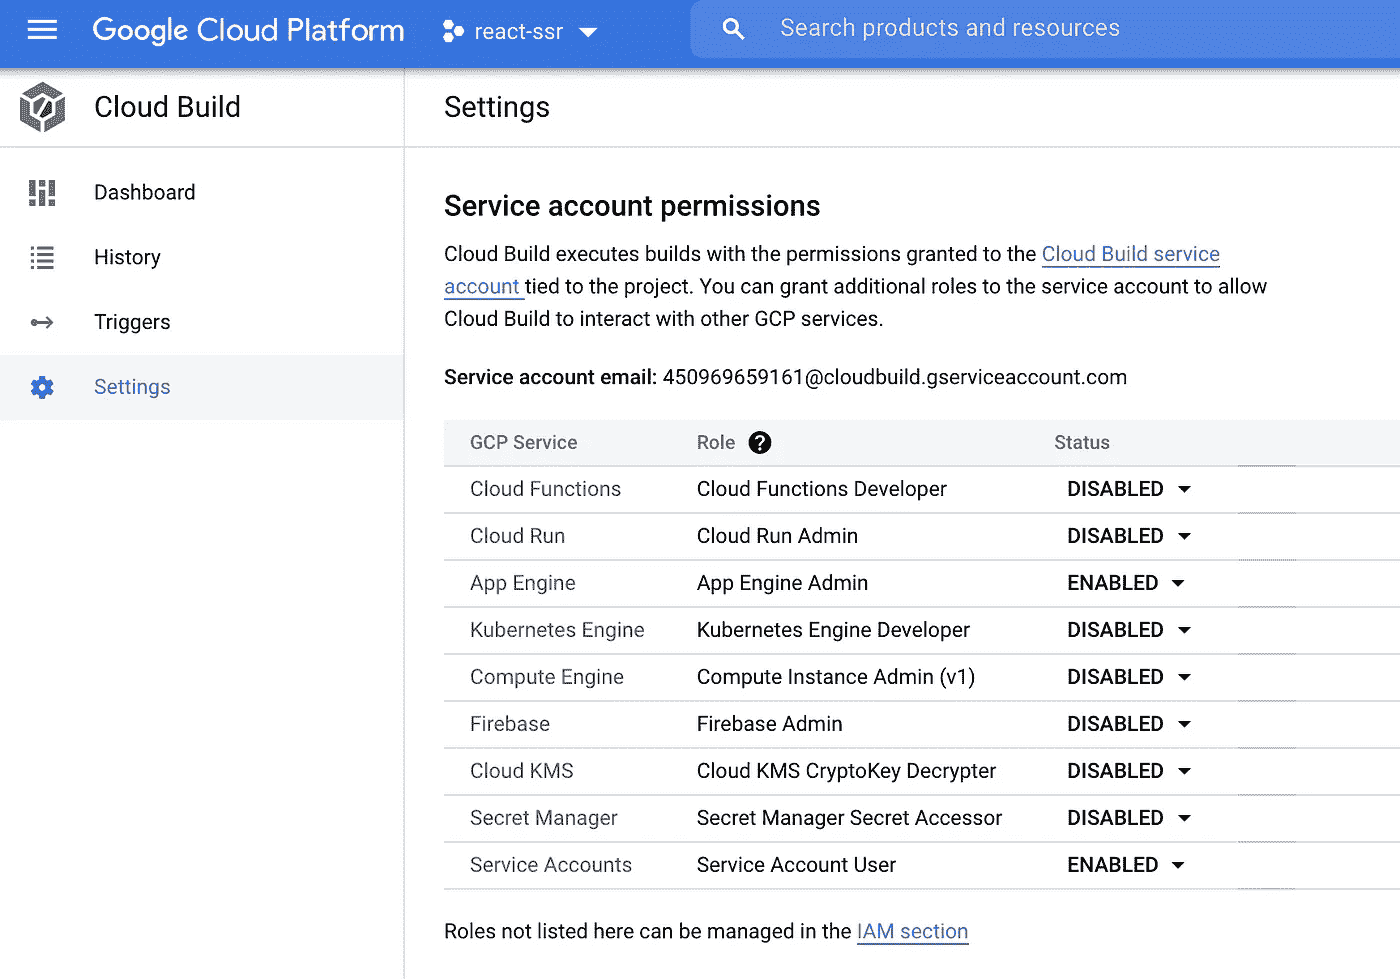 Google Cloud Platform react-ssr Search products and resources
Cloud Build
Settings
Dashboard
History
Triggers
Settings
Service account permissions
Cloud Build executes builds with the permissions granted to the Cloud Build service
account tied to the project. You can grant additional roles to the service account to allow
Cloud Build to interact with other GCP services.
Service account email: 450969659161@cloudbuild.gserviceaccount.com
GCP Service Role ? Status
Cloud Functions Cloud Functions Developer DISABLED
Cloud Run Cloud Run Admin DISABLED
App Engine App Engine Admin ENABLED
Kubernetes Engine Kubernetes Engine Developer DISABLED
Compute Engine Compute Instance Admin (v1) DISABLED
Firebase Firebase Admin DISABLED
Cloud KMS Cloud KMS CryptoKey Decrypter DISABLED
Secret Manager Secret Manager Secret Accessor DISABLED
Service Accounts Service Account User ENABLED
Roles not listed here can be managed in the IAM section